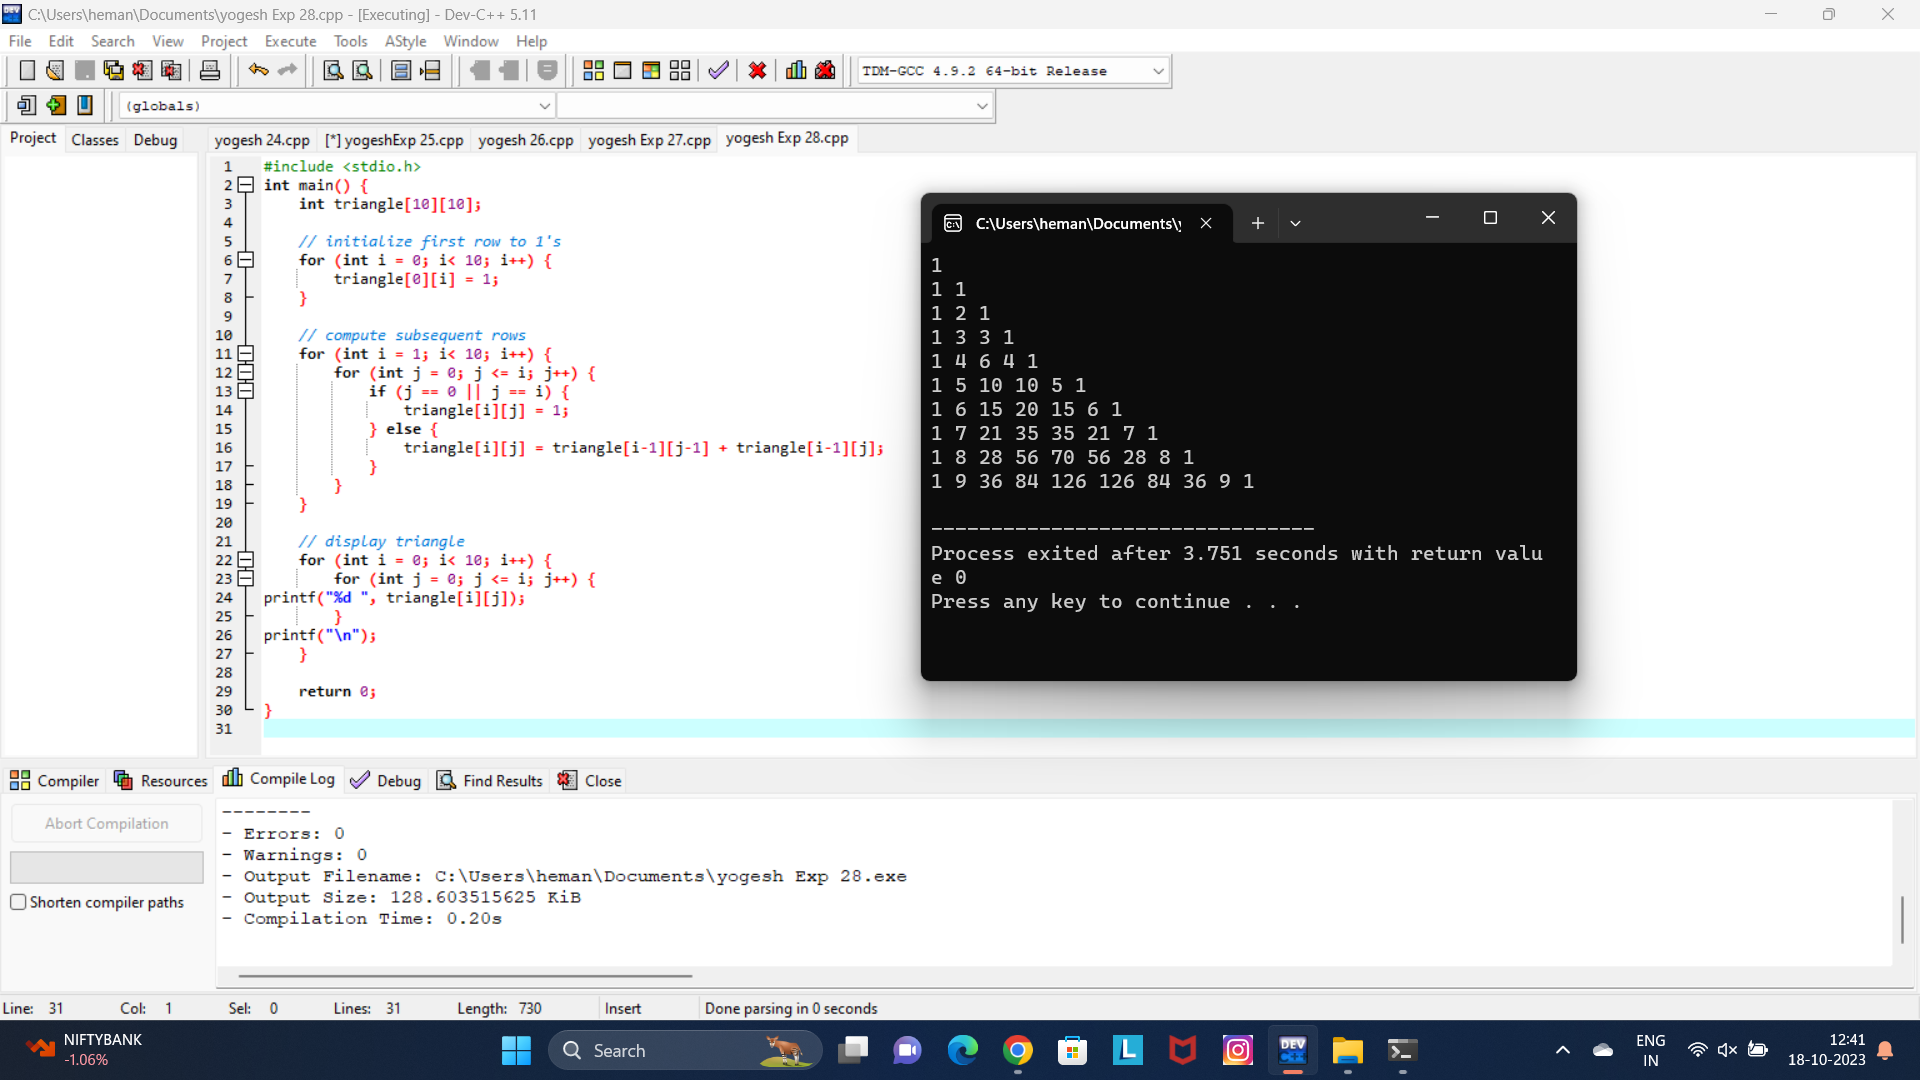 C:\Users\heman\Documents\yogesh Exp 28.cpp - [Executing] - Dev-C++ 5.11
File Edit Search View Project Execute Tools AStyle Window Help
TDM-GCC 4.9.2 64-bit Release
(globals)
Project Classes Debug
yogesh 24.cpp [*] yogeshExp 25.cpp yogesh 26.cpp yogesh Exp 27.cpp yogesh Exp 28.cpp
1 #include <stdio.h>
2 int main() {
3 int triangle[10][10];
4
5 // initialize first row to 1's
6 for (int i = 0; i< 10; i++) {
7 triangle[0][i] = 1;
8 }
9
10 // compute subsequent rows
11 for (int i = 1; i< 10; i++) {
12 for (int j = 0; j <= i; j++) {
13 if (j == 0 || j == i) {
14 triangle[i][j] = 1;
15 } else {
16 triangle[i][j] = triangle[i-1][j-1] + triangle[i-1][j];
17 }
18 }
19 }
20
21 // display triangle
22 for (int i = 0; i< 10; i++) {
23 for (int j = 0; j <= i; j++) {
24 printf("%d ", triangle[i][j]);
25 }
26 printf("\n");
27 }
28
29 return 0;
30 }
31
C:\Users\heman\Documents\
1
1 1
1 2 1
1 3 3 1
1 4 6 4 1
1 5 10 10 5 1
1 6 15 20 15 6 1
1 7 21 35 35 21 7 1
1 8 28 56 70 56 28 8 1
1 9 36 84 126 126 84 36 9 1
--------------------------------
Process exited after 3.751 seconds with return valu
e 0
Press any key to continue . . .
Compiler Resources Compile Log Debug Find Results Close
Abort Compilation
Shorten compiler paths
--------
- Errors: 0
- Warnings: 0
- Output Filename: C:\Users\heman\Documents\yogesh Exp 28.exe
- Output Size: 128.603515625 KiB
- Compilation Time: 0.20s
Line: 31 Col: 1 Sel: 0 Lines: 31 Length: 730 Insert Done parsing in 0 seconds
NIFTYBANK
-1.06%
Search
DEV
C++
L
ENG
IN
12:41
18-10-2023